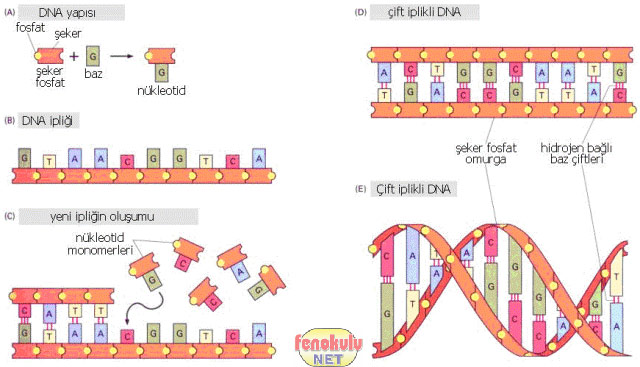 (A) DNA yapısı
fosfat
şeker
G
+
şeker
fosfat
baz
G
nükleotid
(B) DNA ipliği
G T A A C G G T C A
(C) yeni ipliğin oluşumu
nükleotid
monomerleri
G C A G C
C A T T
G T A A C G G T C A
(D) çift iplikli DNA
A C T G G C A T T A G
T G A C C G T A A T C
şeker fosfat
omurga
hidrojen bağlı
baz çiftleri
(E) Çift iplikli DNA
fenokulu
NET